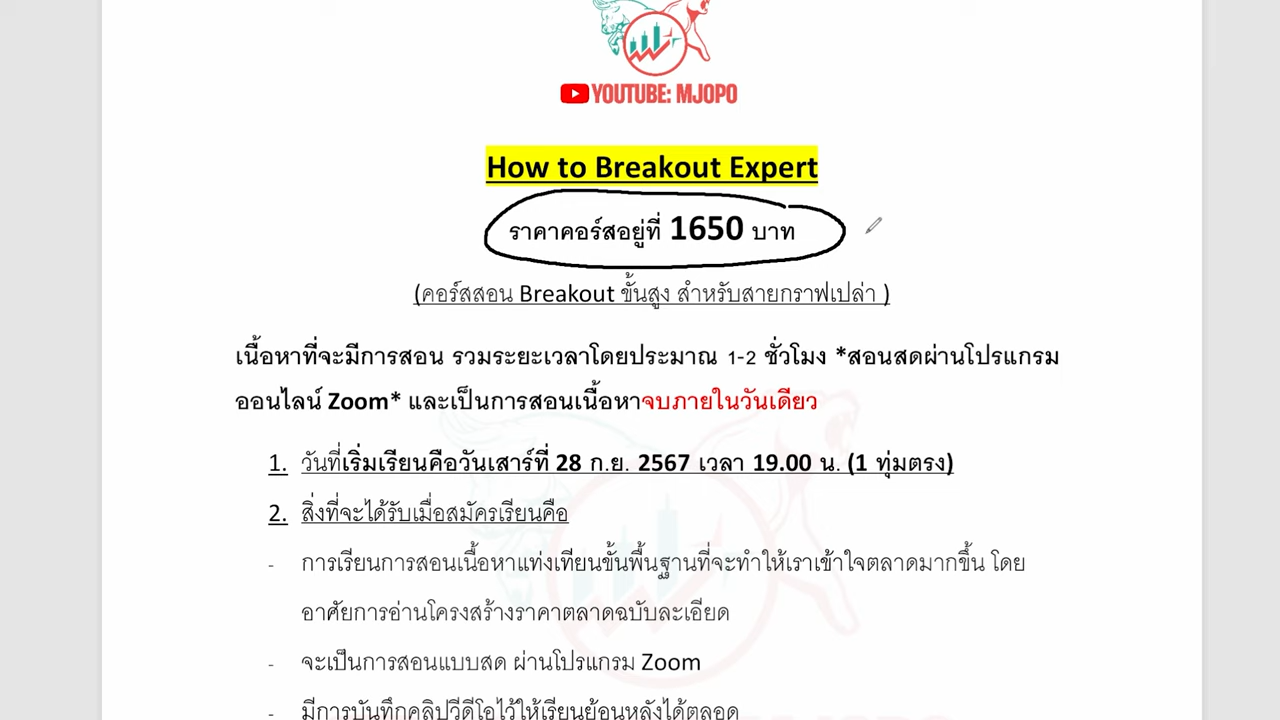 YOUTUBE: MJOPO
How to Breakout Expert
ราคาคอร์สอยู่ที่ 1650 บาท
(คอร์สสอน Breakout ขั้นสูง สำหรับสายกราฟเปล่า )
เนื้อหาที่จะมีการสอน รวมระยะเวลาโดยประมาณ 1-2 ชั่วโมง *สอนสดผ่านโปรแกรม
ออนไลน์ Zoom* และเป็นการสอนเนื้อหาจบภายในวันเดียว
1. วันที่เริ่มเรียนคือวันเสาร์ที่ 28 ก.ย. 2567 เวลา 19.00 น. (1 ทุ่มตรง)
2. สิ่งที่จะได้รับเมื่อสมัครเรียนคือ
- การเรียนการสอนเนื้อหาแท่งเทียนขั้นพื้นฐานที่จะทำให้เราเข้าใจตลาดมากขึ้น โดย
อาศัยการอ่านโครงสร้างราคาตลาดฉบับละเอียด
- จะเป็นการสอนแบบสด ผ่านโปรแกรม Zoom
- มีการบันทึกคลิปวีดีโอไว้ให้เรียนย้อนหลังได้ตลอด